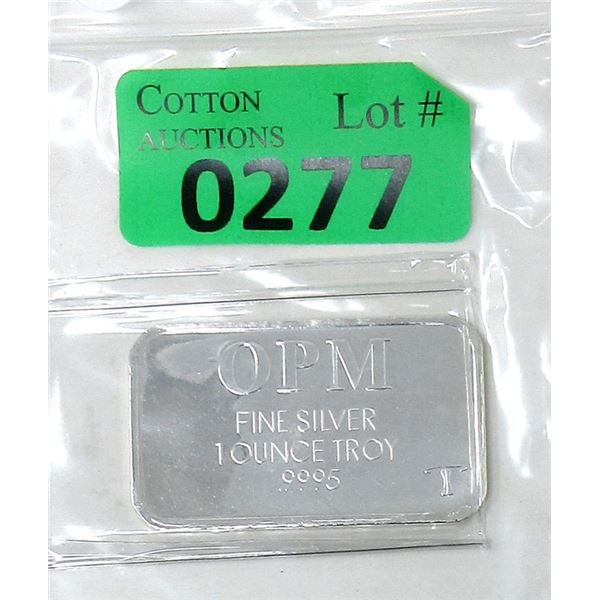 COTTON
AUCTIONS
Lot #
0277
OPM
FINE SILVER
1 OUNCE TROY
.9995
T